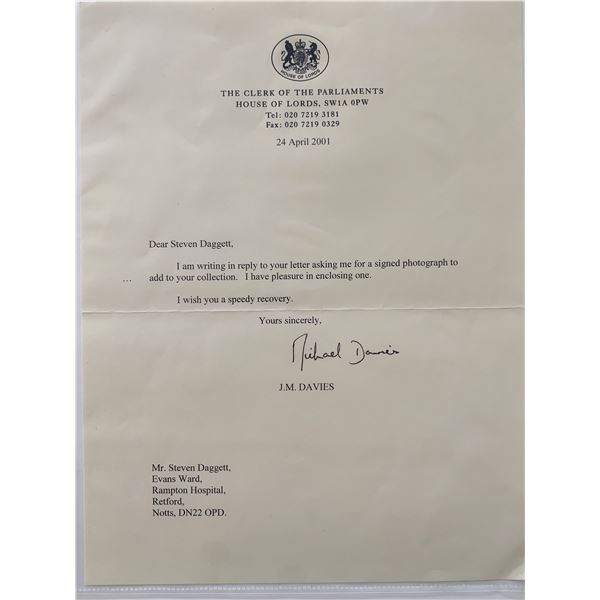 HOUSE OF LORDS
THE CLERK OF THE PARLIAMENTS
HOUSE OF LORDS, SW1A 0PW
Tel: 020 7219 3181
Fax: 020 7219 0329
24 April 2001
Dear Steven Daggett,
I am writing in reply to your letter asking me for a signed photograph to
... add to your collection. I have pleasure in enclosing one.
I wish you a speedy recovery.
Yours sincerely,
Michael Davies
J.M. DAVIES
Mr. Steven Daggett,
Evans Ward,
Rampton Hospital,
Retford,
Notts, DN22 OPD.